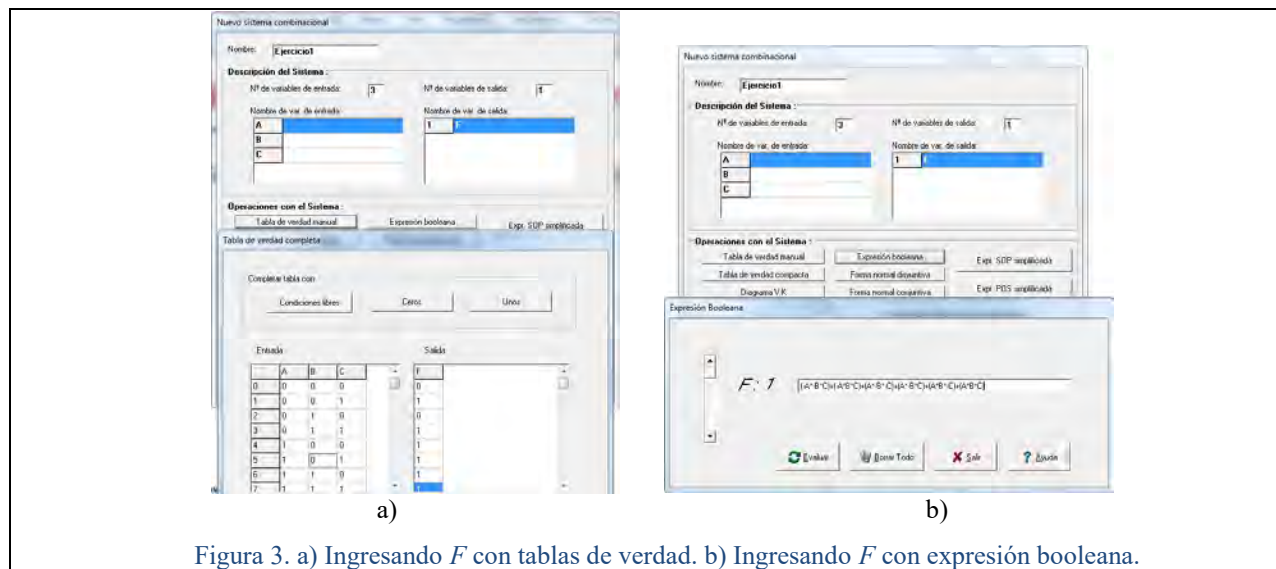 Nuevo sistema combinacional
Nombre: Ejercicio1
Descripción del Sistema :
Nº de variables de entrada: 3 Nº de variables de salida: 1
Nombre de var. de entrada: Nombre de var. de salida:
A 1 F
B
C
Operaciones con el Sistema :
Tabla de verdad manual Expresión booleana Expr. SOP simplificada
Tabla de verdad completa
Completar tabla con
Condiciones libres Ceros Unos
Entrada Salida
A B C F
0 0 0 0 0
1 0 0 1 1
2 0 1 0 0
3 0 1 1 1
4 1 0 0 1
5 1 0 1 1
6 1 1 0 1
7 1 1 1 1
a)
Nuevo sistema combinacional
Nombre: Ejercicio1
Descripción del Sistema :
Nº de variables de entrada: 3 Nº de variables de salida: 1
Nombre de var. de entrada: Nombre de var. de salida:
A 1
B
C
Operaciones con el Sistema :
Tabla de verdad manual Expresión booleana Expr. SOP simplificada
Tabla de verdad compacta Forma normal disyuntiva
Diagrama V.K. Forma normal conjuntiva Expr. POS simplificada
Expresión Booleana
F: 1
Evaluar Borrar Todo Salir Ayuda
b)
Figura 3. a) Ingresando F con tablas de verdad. b) Ingresando F con expresión booleana.